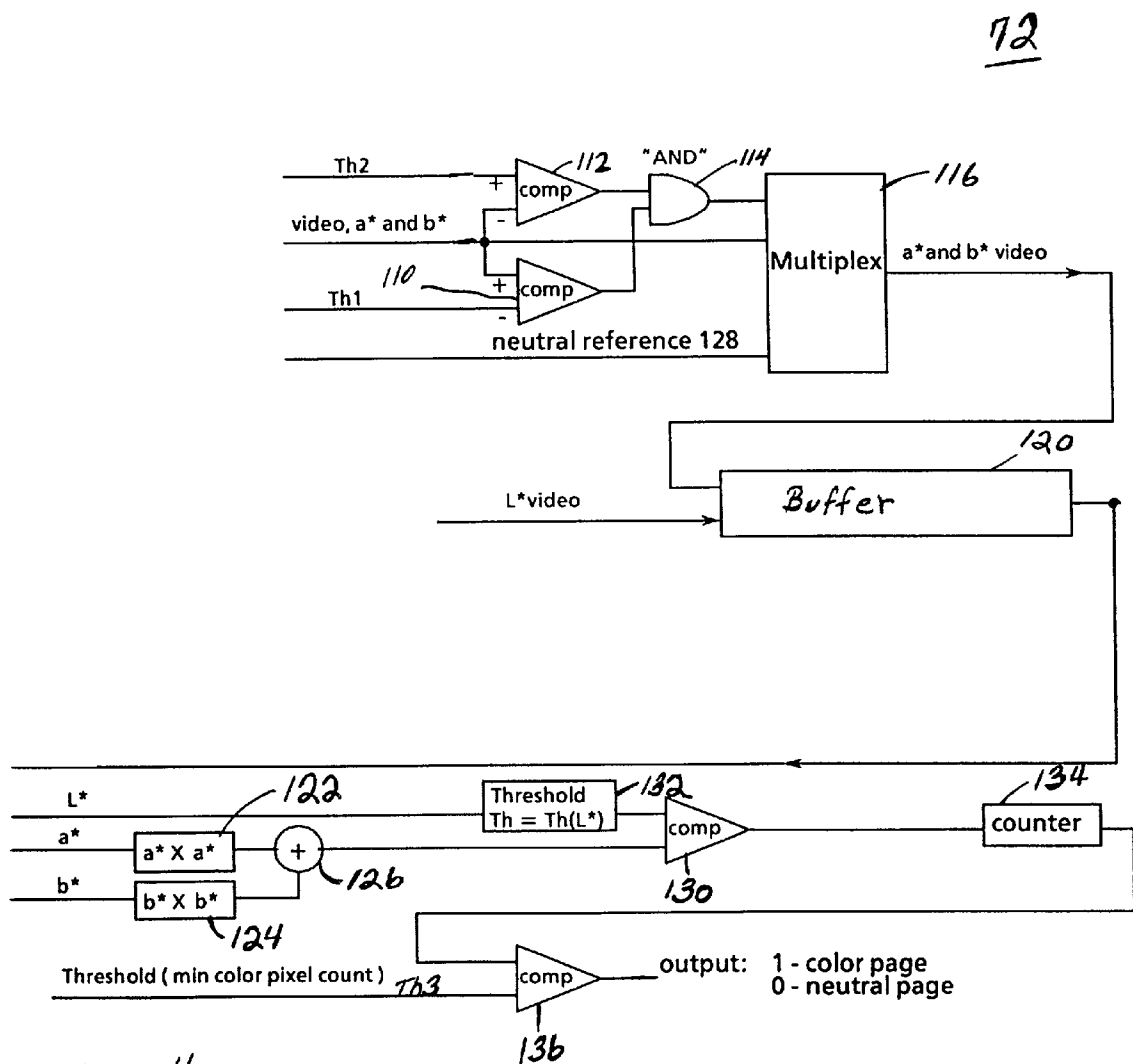 72
Th2
+
comp
-
112
"AND"
114
116
video, a* and b*
Multiplex
a*and b* video
110
+
comp
-
Th1
neutral reference 128
120
L*video
Buffer
L*
122
Threshold
Th = Th(L*)
132
comp
130
134
counter
a*
a* X a*
+
126
b*
b* X b*
124
Threshold ( min color pixel count )
Th3
comp
136
output: 1 - color page
0 - neutral page